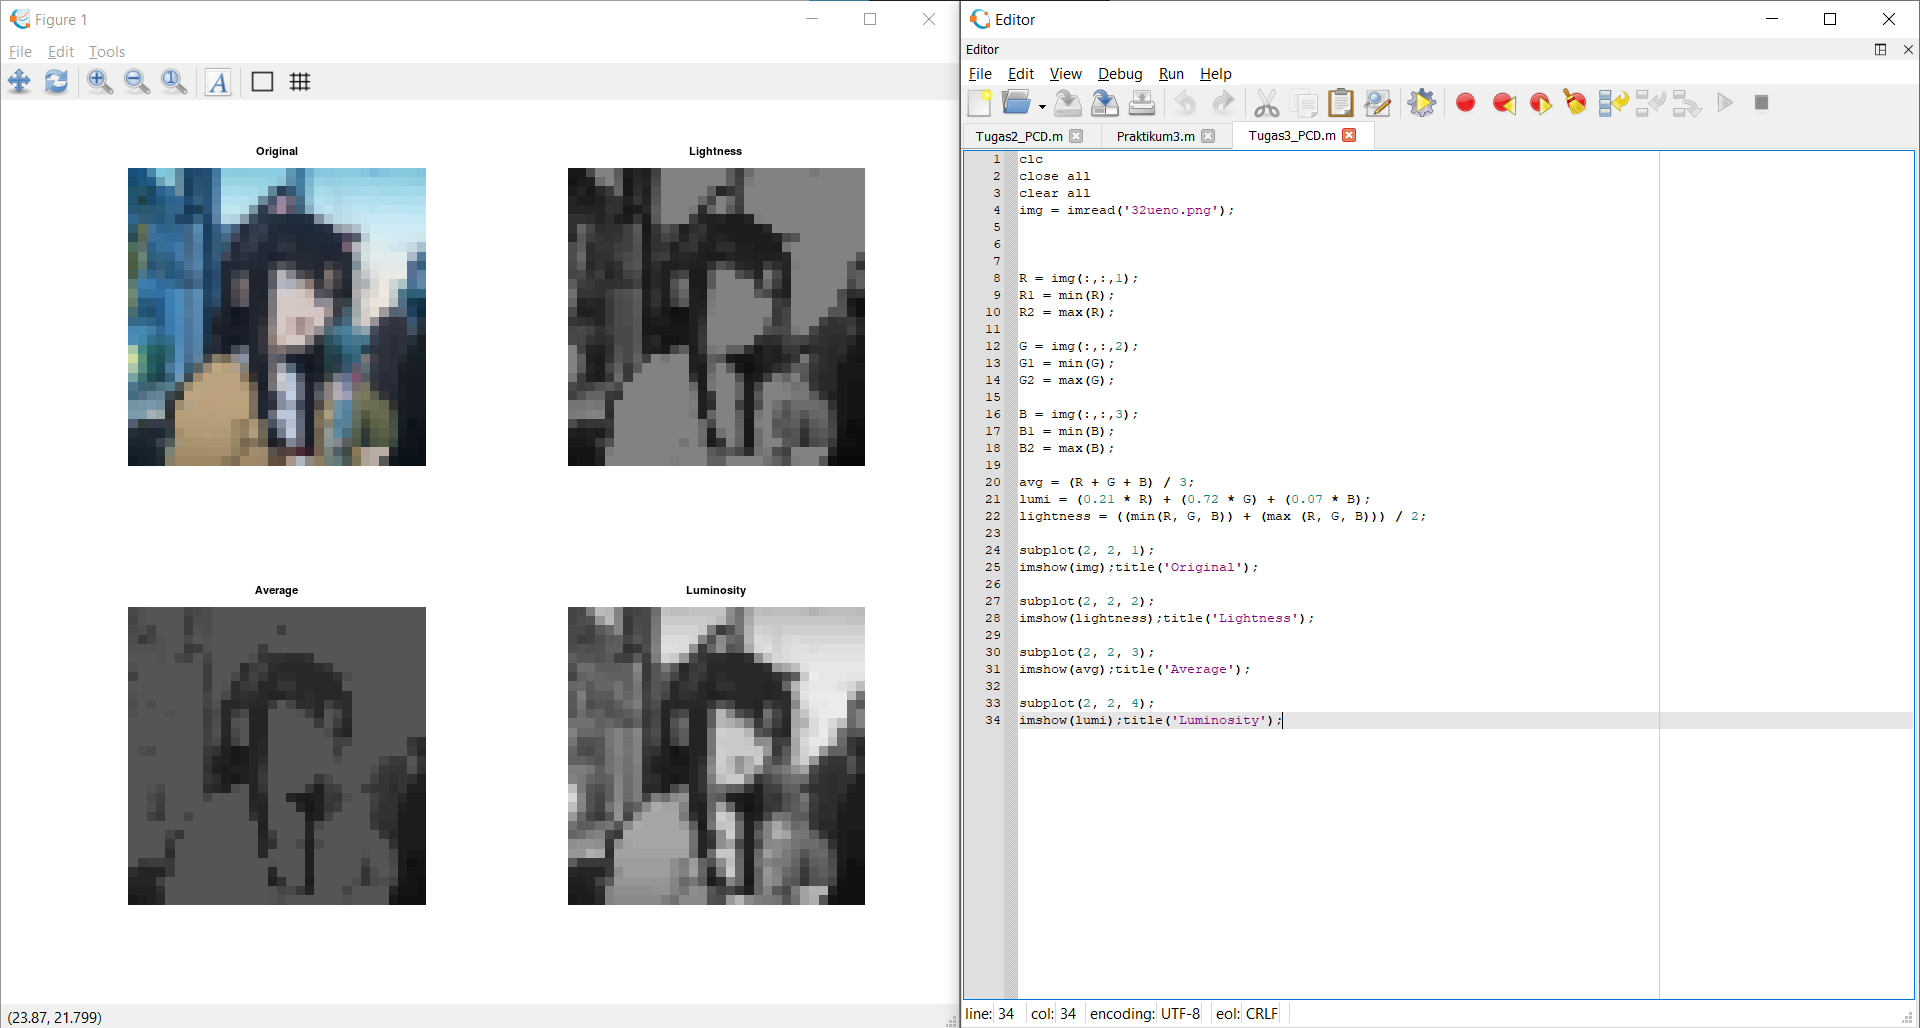 Figure 1
File Edit Tools
Original
Lightness
Average
Luminosity
(23.87, 21.799)
Editor
Editor
File Edit View Debug Run Help
Tugas2_PCD.m Praktikum3.m Tugas3_PCD.m
1 clc
2 close all
3 clear all
4 img = imread('32ueno.png');
5
6
7
8 R = img(:,:,1);
9 R1 = min(R);
10 R2 = max(R);
11
12 G = img(:,:,2);
13 G1 = min(G);
14 G2 = max(G);
15
16 B = img(:,:,3);
17 B1 = min(B);
18 B2 = max(B);
19
20 avg = (R + G + B) / 3;
21 lumi = (0.21 * R) + (0.72 * G) + (0.07 * B);
22 lightness = ((min(R, G, B)) + (max (R, G, B))) / 2;
23
24 subplot(2, 2, 1);
25 imshow(img);title('Original');
26
27 subplot(2, 2, 2);
28 imshow(lightness);title('Lightness');
29
30 subplot(2, 2, 3);
31 imshow(avg);title('Average');
32
33 subplot(2, 2, 4);
34 imshow(lumi);title('Luminosity');
line: 34 col: 34 encoding: UTF-8 eol: CRLF